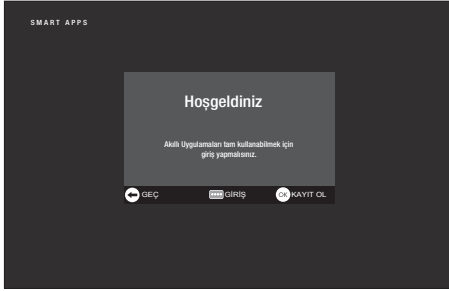 SMART APPS
Hoşgeldiniz
Akıllı Uygulamaları tam kullanabilmek için
giriş yapmalısınız.
GEÇ GİRİŞ OK KAYIT OL